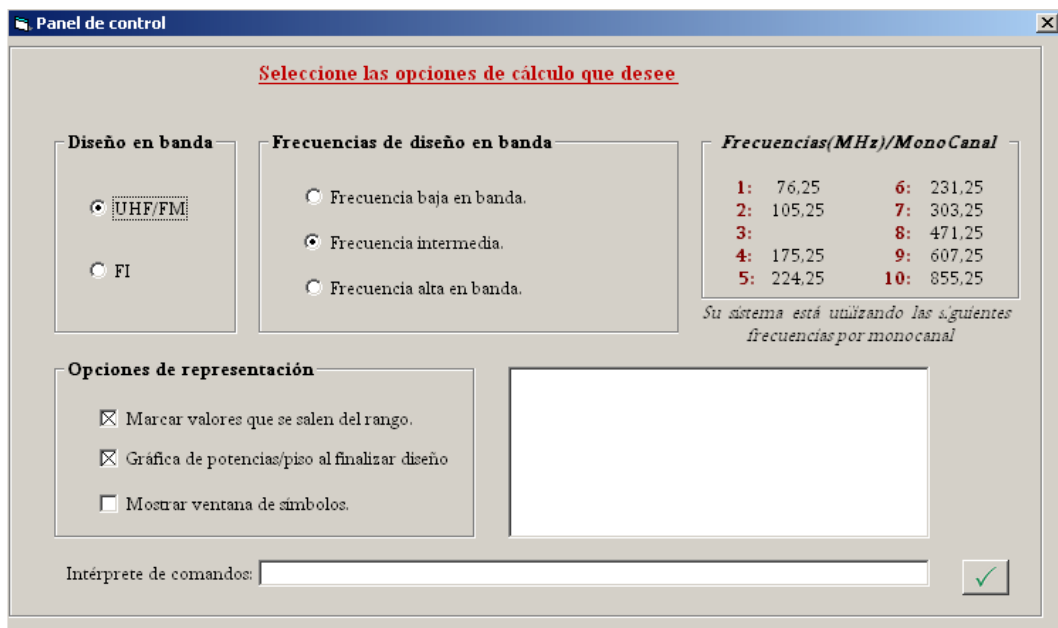 Panel de control
Seleccione las opciones de cálculo que desee
Diseño en banda
UHF/FM
FI
Frecuencias de diseño en banda
Frecuencia baja en banda.
Frecuencia intermedia.
Frecuencia alta en banda.
Frecuencias(MHz)/MonoCanal
1: 76,25 6: 231,25
2: 105,25 7: 303,25
3: 8: 471,25
4: 175,25 9: 607,25
5: 224,25 10: 855,25
Su sistema está utilizando las siguientes
frecuencias por monocanal
Opciones de representación
Marcar valores que se salen del rango.
Gráfica de potencias/piso al finalizar diseño
Mostrar ventana de símbolos.
Intérprete de comandos: